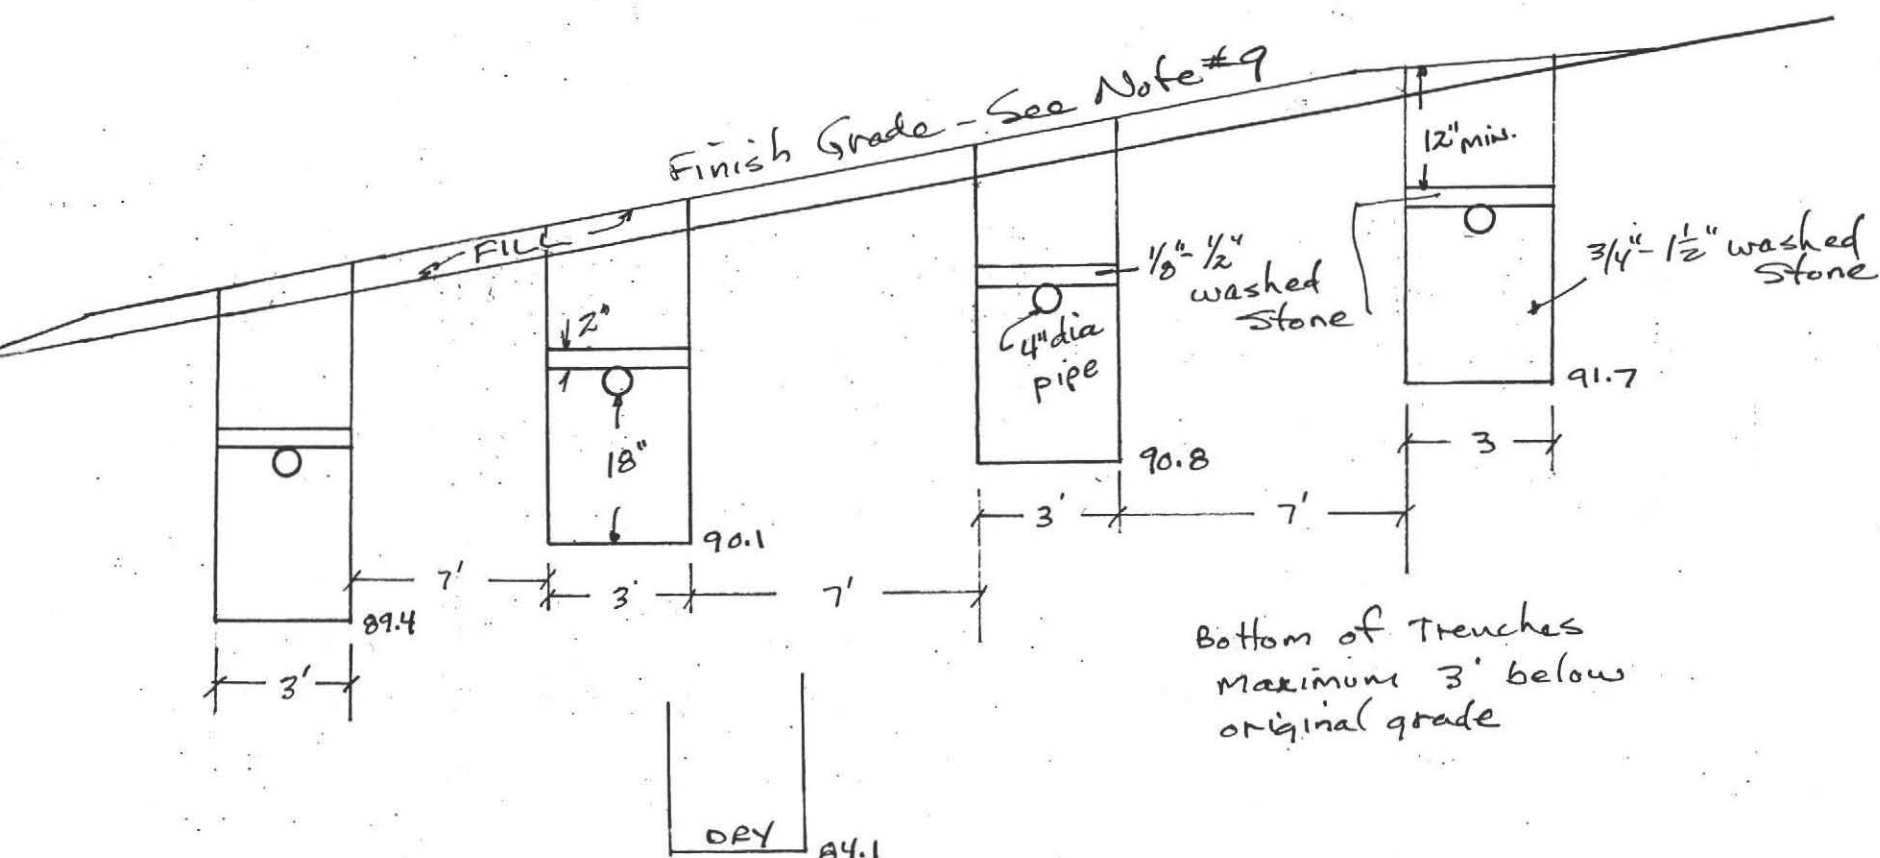 Finish Grade - See Note #9
FILL
12" min.
1/8" - 1/2"
washed
Stone
3/4" - 1 1/2" washed
Stone
2"
4" dia
pipe
18"
91.7
3
90.8
3'
7'
90.1
7'
3'
7'
89.4
3'
Bottom of Trenches
Maximum 3' below
original grade
DRY
84.1